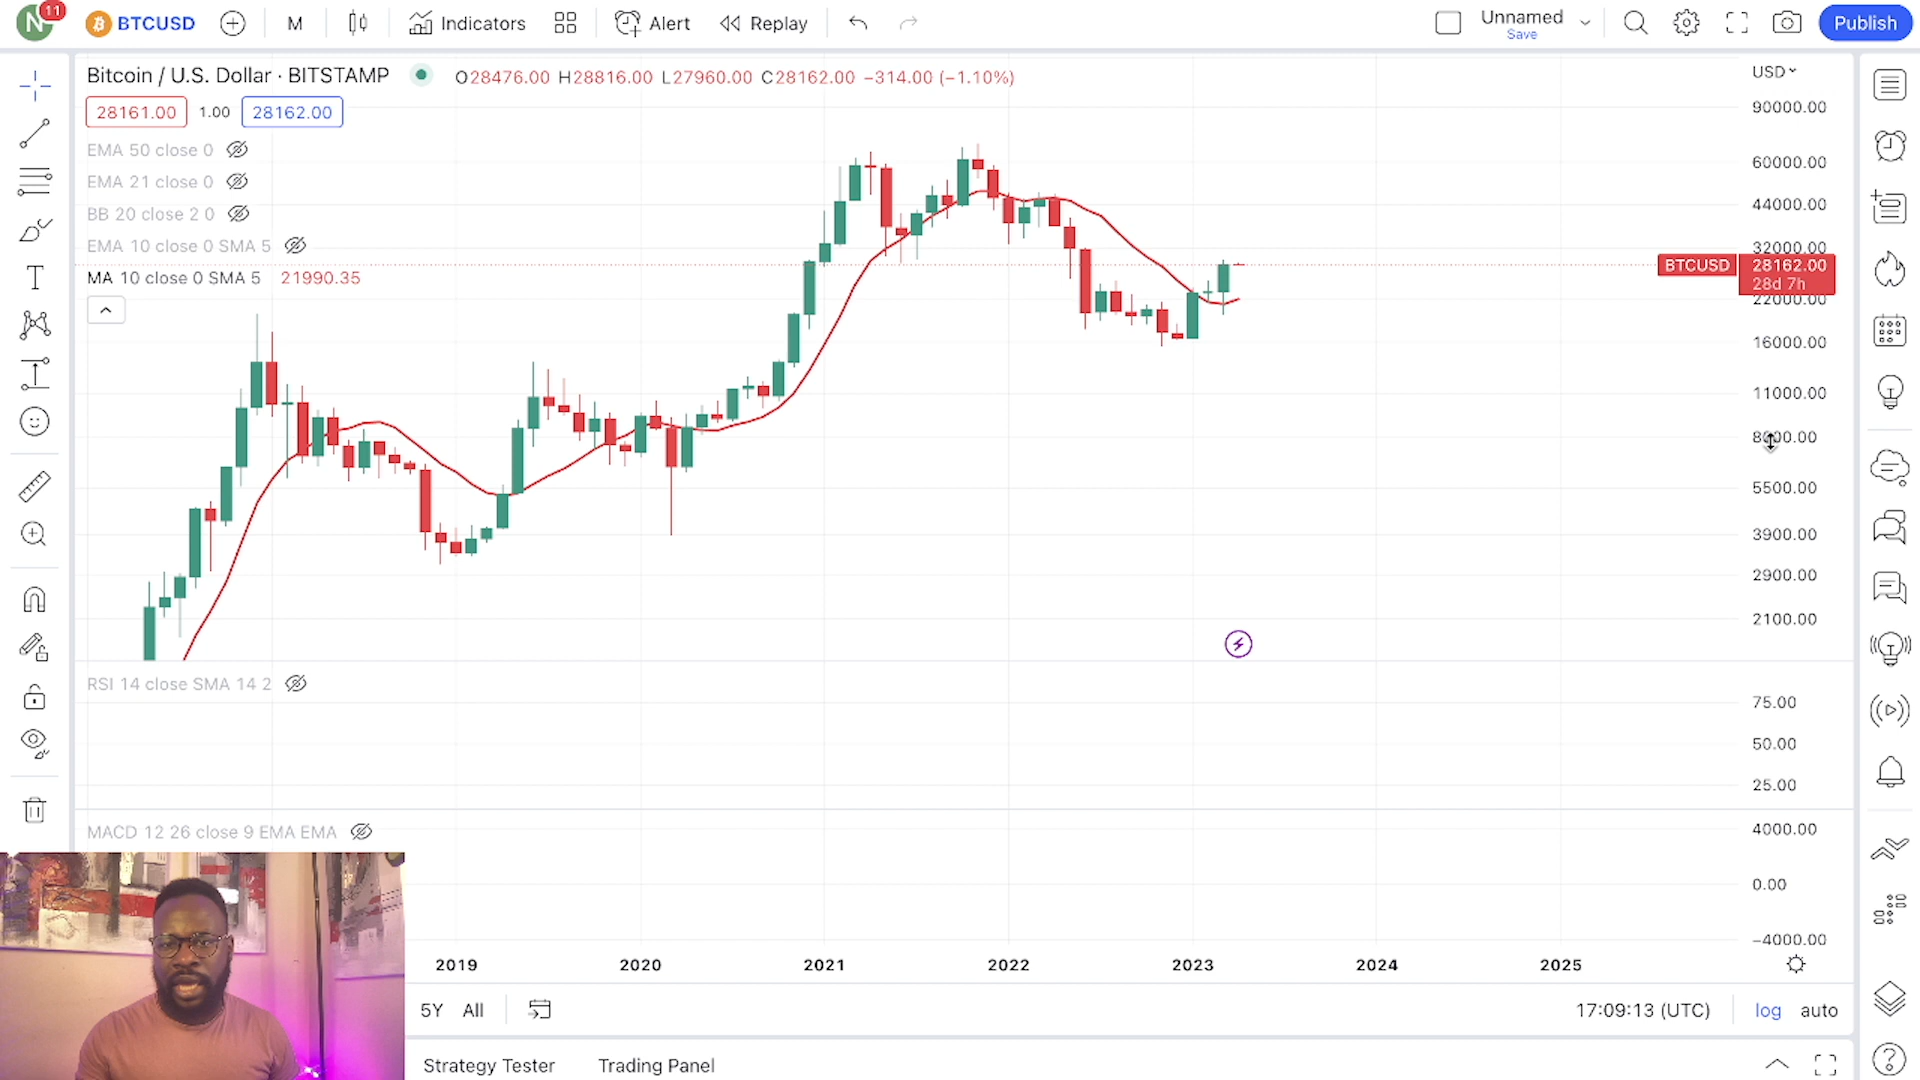 N 11 BTCUSD M Indicators Alert Replay Unnamed Save Publish
Bitcoin / U.S. Dollar · BITSTAMP O28476.00 H28816.00 L27960.00 C28162.00 −314.00 (−1.10%)
USD
28161.00 1.00 28162.00
90000.00
EMA 50 close 0
60000.00
EMA 21 close 0
BB 20 close 2 0
44000.00
EMA 10 close 0 SMA 5
32000.00
BTCUSD 28162.00
MA 10 close 0 SMA 5 21990.35
28d 7h
22000.00
16000.00
11000.00
5500.00
3900.00
2900.00
2100.00
RSI 14 close SMA 14 2
75.00
50.00
25.00
MACD 12 26 close 9 EMA EMA
4000.00
0.00
−4000.00
2019 2020 2021 2022 2023 2024 2025
5Y All 17:09:13 (UTC) log auto
Strategy Tester Trading Panel